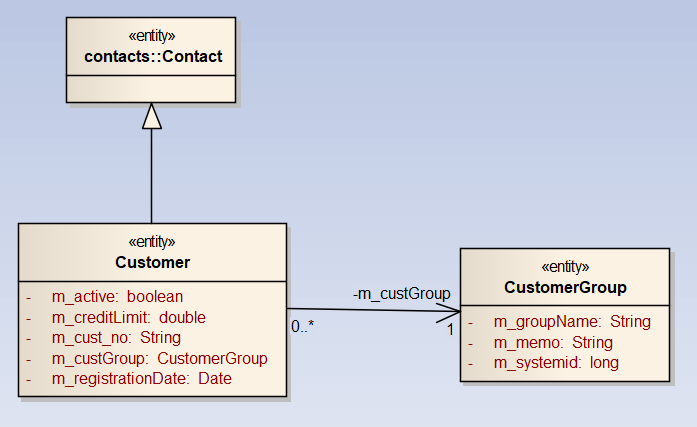 «entity»
contacts::Contact
«entity»
Customer
- m_active: boolean
- m_creditLimit: double
- m_cust_no: String
- m_custGroup: CustomerGroup
- m_registrationDate: Date
-m_custGroup
0..*
1
«entity»
CustomerGroup
- m_groupName: String
- m_memo: String
- m_systemid: long